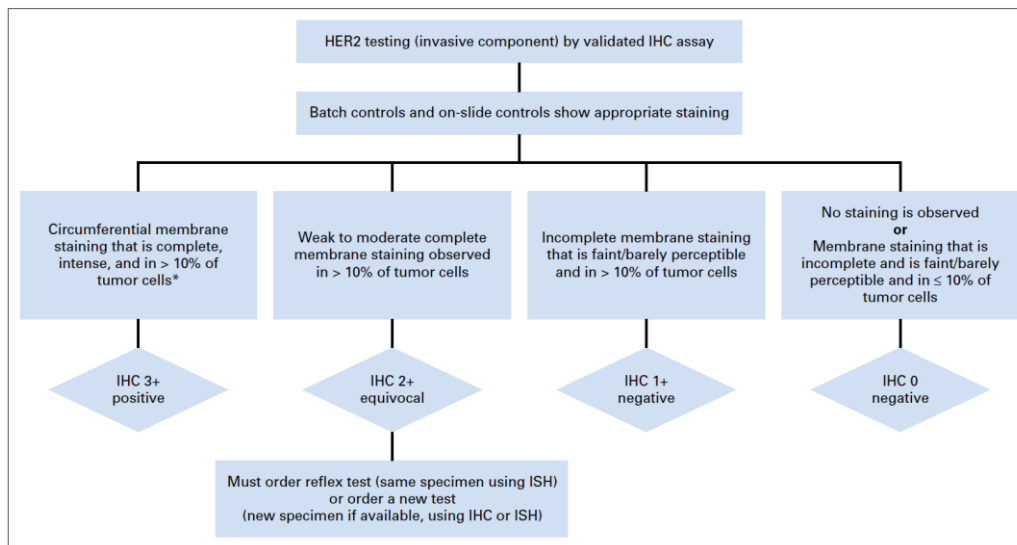 HER2 testing (invasive component) by validated IHC assay
Batch controls and on-slide controls show appropriate staining
Circumferential membrane
staining that is complete,
intense, and in > 10% of
tumor cells*
Weak to moderate complete
membrane staining observed
in > 10% of tumor cells
Incomplete membrane staining
that is faint/barely perceptible
and in > 10% of tumor cells
No staining is observed
or
Membrane staining that is
incomplete and is faint/barely
perceptible and in ≤ 10% of
tumor cells
IHC 3+
positive
IHC 2+
equivocal
IHC 1+
negative
IHC 0
negative
Must order reflex test (same specimen using ISH)
or order a new test
(new specimen if available, using IHC or ISH)